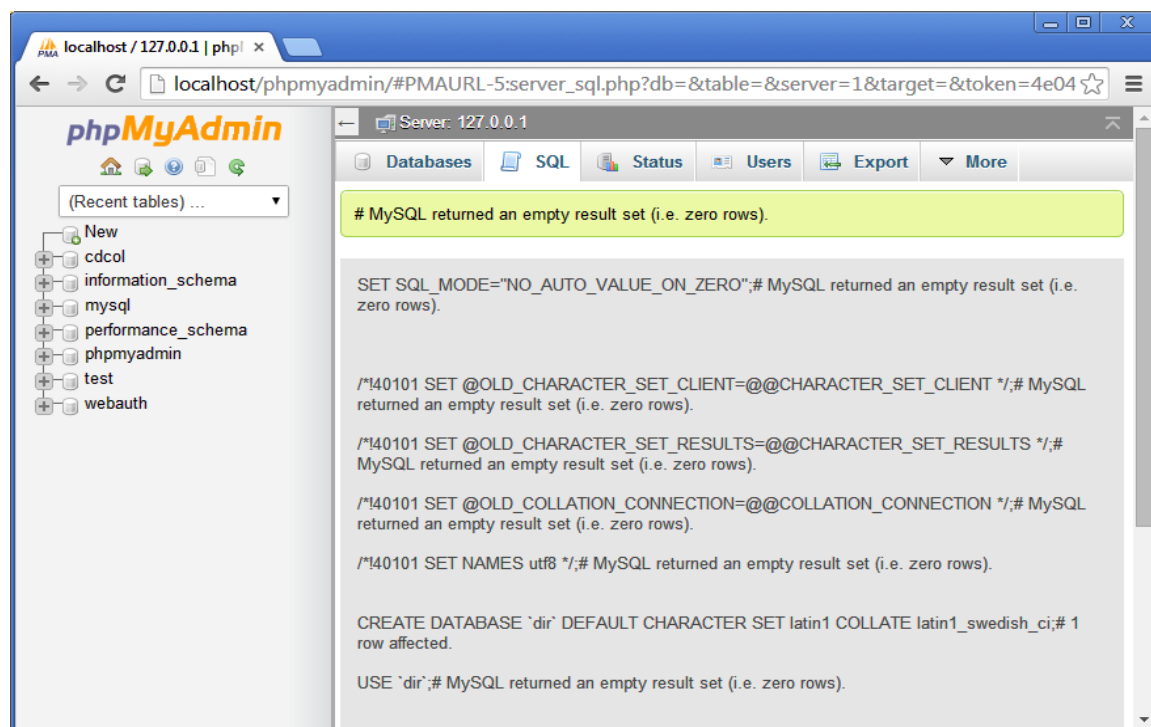 localhost / 127.0.0.1 | phpl
localhost/phpmyadmin/#PMAURL-5:server_sql.php?db=&table=&server=1&target=&token=4e04
phpMyAdmin
(Recent tables) ...
New
cdcol
information_schema
mysql
performance_schema
phpmyadmin
test
webauth
Server: 127.0.0.1
Databases SQL Status Users Export More
# MySQL returned an empty result set (i.e. zero rows).
SET SQL_MODE="NO_AUTO_VALUE_ON_ZERO";# MySQL returned an empty result set (i.e.
zero rows).
/*!40101 SET @OLD_CHARACTER_SET_CLIENT=@@CHARACTER_SET_CLIENT */;# MySQL
returned an empty result set (i.e. zero rows).
/*!40101 SET @OLD_CHARACTER_SET_RESULTS=@@CHARACTER_SET_RESULTS */;#
MySQL returned an empty result set (i.e. zero rows).
/*!40101 SET @OLD_COLLATION_CONNECTION=@@COLLATION_CONNECTION */;# MySQL
returned an empty result set (i.e. zero rows).
/*!40101 SET NAMES utf8 */;# MySQL returned an empty result set (i.e. zero rows).
CREATE DATABASE `dir` DEFAULT CHARACTER SET latin1 COLLATE latin1_swedish_ci;# 1
row affected.
USE `dir`;# MySQL returned an empty result set (i.e. zero rows).